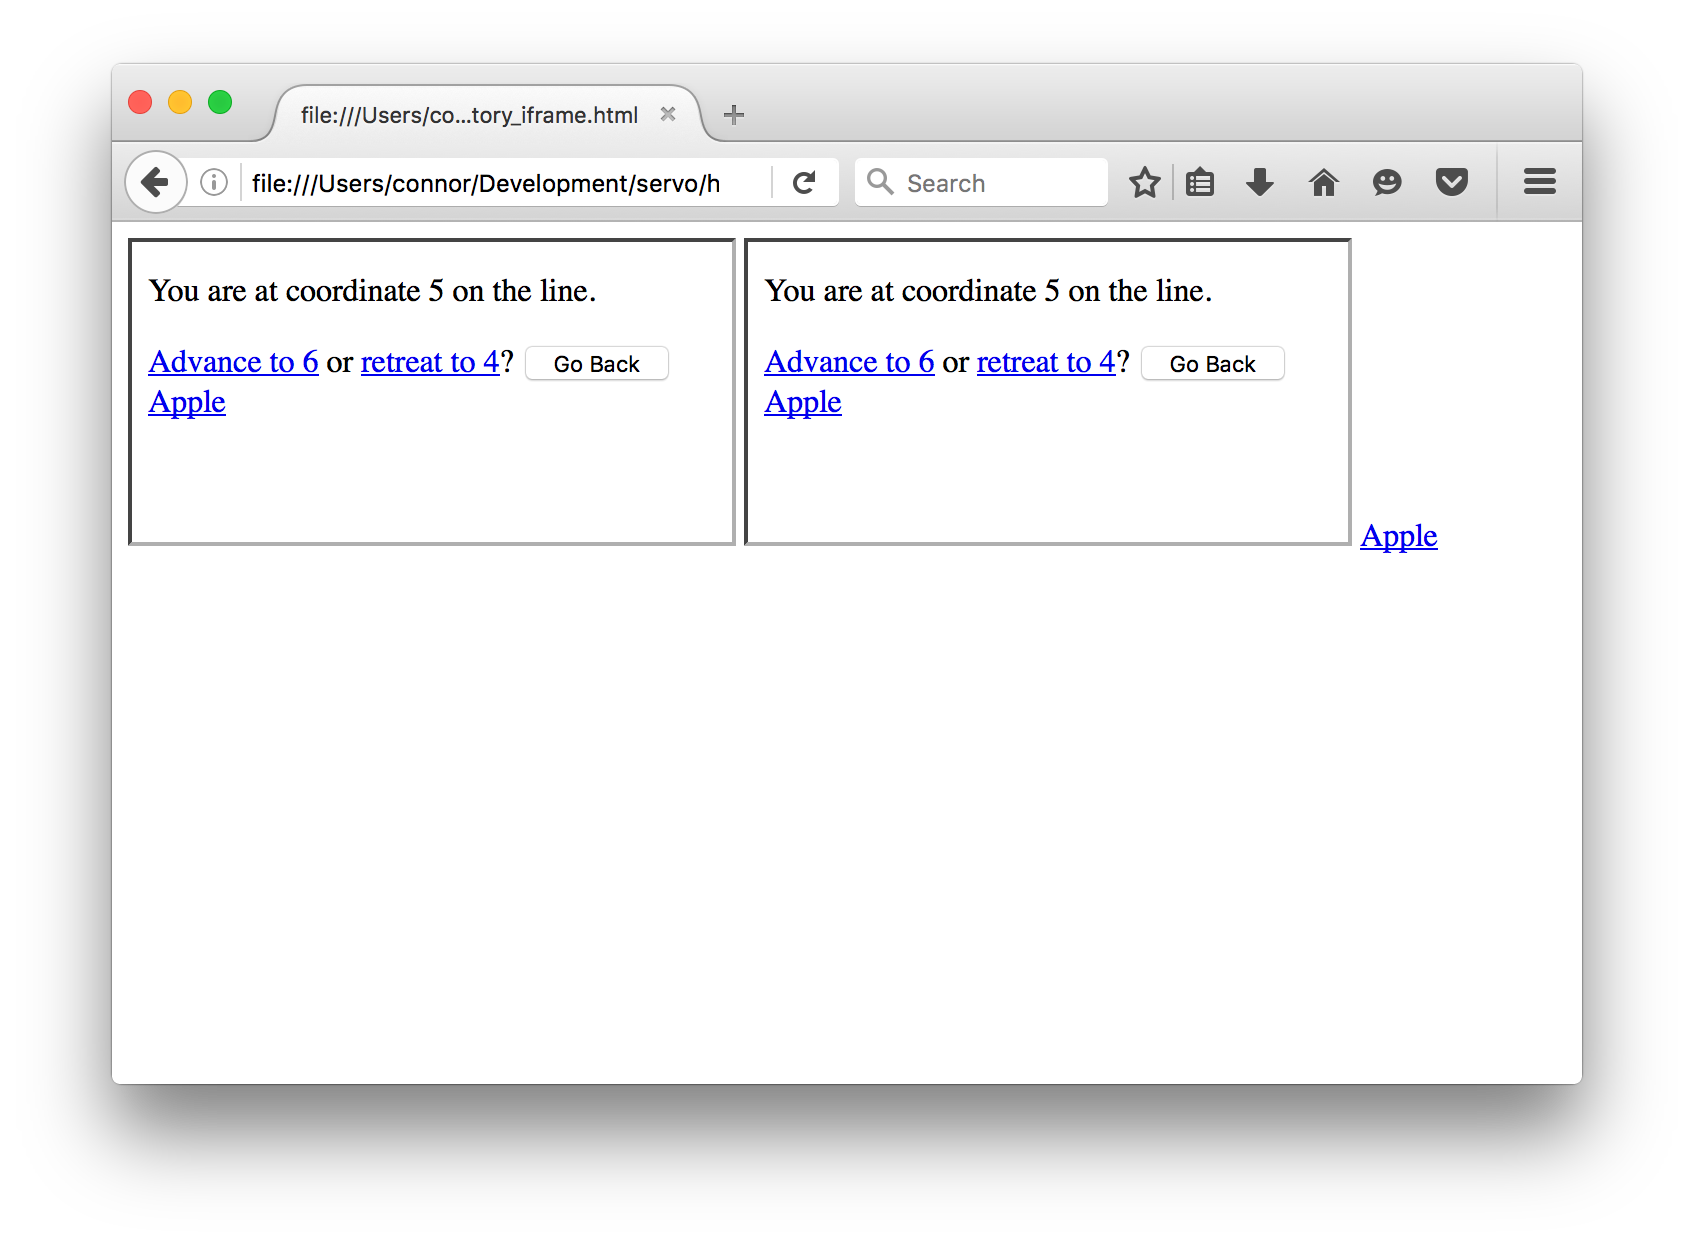 file:///Users/co...tory_iframe.html
file:///Users/connor/Development/servo/h
Search
You are at coordinate 5 on the line.
Advance to 6 or retreat to 4? Go Back
Apple
You are at coordinate 5 on the line.
Advance to 6 or retreat to 4? Go Back
Apple
Apple